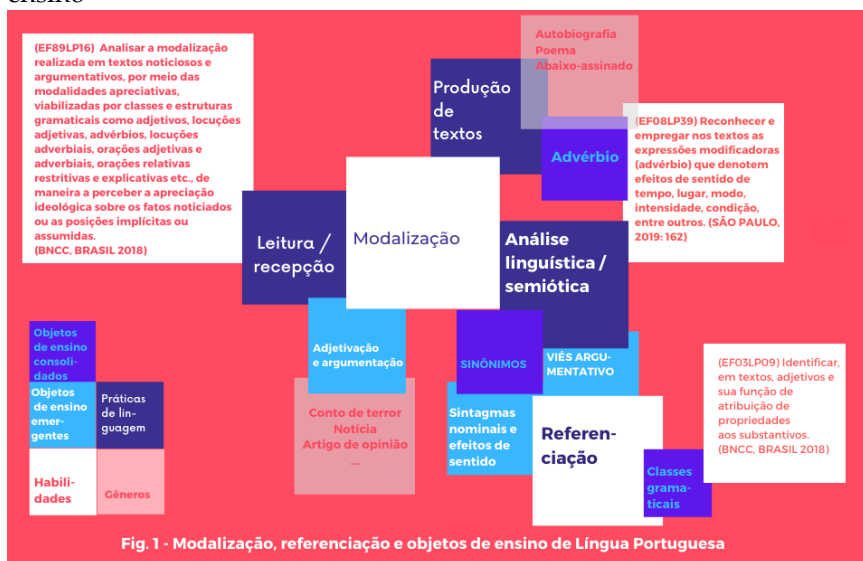 (EF89LP16) Analisar a modalização
realizada em textos noticiosos e
argumentativos, por meio das
modalidades apreciativas,
viabilizadas por classes e estruturas
gramaticais como adjetivos, locuções
adjetivas, advérbios, locuções
adverbiais, orações adjetivas e
adverbiais, orações relativas
restritivas e explicativas etc., de
maneira a perceber a apreciação
ideológica sobre os fatos noticiados
ou as posições implícitas ou
assumidas.
(BNCC, BRASIL 2018)
Autobiografia
Poema
Abaixo-assinado
Produção
de
textos
Advérbio
(EF08LP39) Reconhecer e
empregar nos textos as
expressões modificadoras
(advérbio) que denotem
efeitos de sentido de
tempo, lugar, modo,
intensidade, condição,
entre outros. (SÃO PAULO,
2019: 162)
Leitura /
recepção
Modalização
Análise
linguística /
semiótica
Adjetivação
e argumentação
SINÔNIMOS
VIÉS ARGU-
MENTATIVO
Conto de terror
Notícia
Artigo de opinião
...
Sintagmas
nominais e
efeitos de
sentido
Referen-
ciação
Classes
grama-
ticais
(EF03LP09) Identificar,
em textos, adjetivos e
sua função de
atribuição de
propriedades
aos substantivos.
(BNCC, BRASIL 2018)
Objetos
de ensino
consoli-
dados
Objetos
de ensino
emer-
gentes
Práticas
de lin-
guagem
Habili-
dades
Gêneros
Fig. 1 - Modalização, referenciação e objetos de ensino de Língua Portuguesa